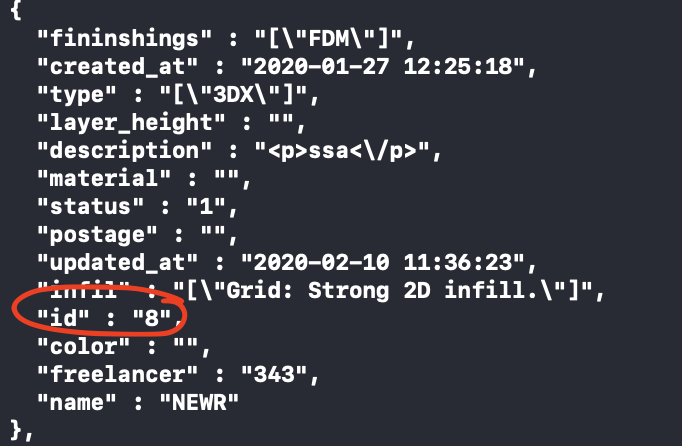 {
"fininshings" : "[\"FDM\"]",
"created_at" : "2020-01-27 12:25:18",
"type" : "[\"3DX\"]",
"layer_height" : "",
"description" : "<p>ssa<\/p>",
"material" : "",
"status" : "1",
"postage" : "",
"updated_at" : "2020-02-10 11:36:23",
"infil" : "[\"Grid: Strong 2D infill.\"]",
"id" : "8",
"color" : "",
"freelancer" : "343",
"name" : "NEWR"
},